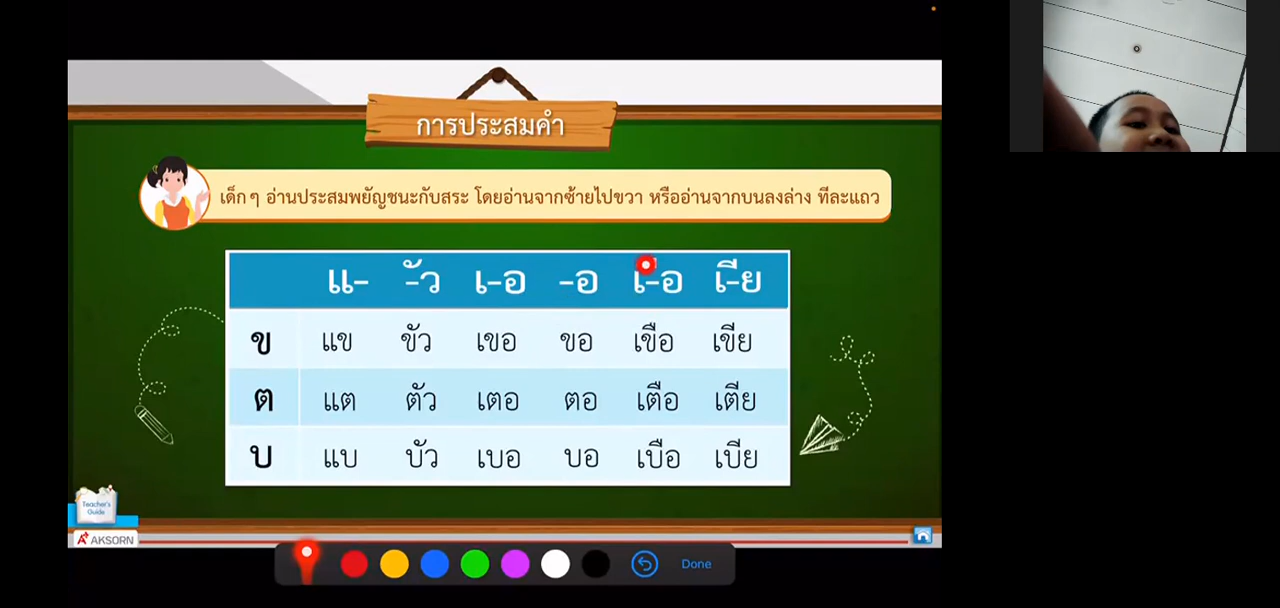 การประสมคำ
เด็ก ๆ อ่านประสมพยัญชนะกับสระ โดยอ่านจากซ้ายไปขวา หรืออ่านจากบนลงล่าง ทีละแถว
แ- -ัว เ-อ -อ เ-ือ เ-ีย
ข แข ขัว เขอ ขอ เขือ เขีย
ต แต ตัว เตอ ตอ เตือ เตีย
บ แบ บัว เบอ บอ เบือ เบีย
Teacher's
Guide
AKSORN
Done